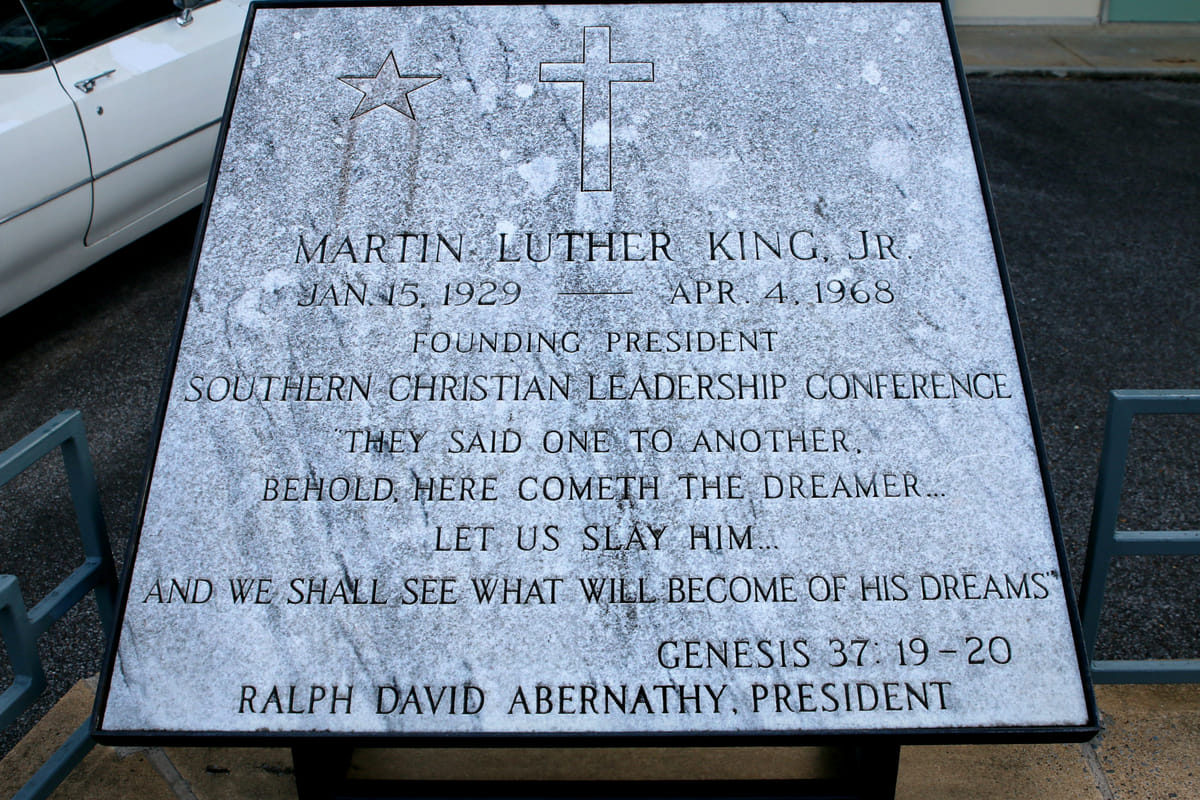 MARTIN LUTHER KING, JR.
JAN. 15, 1929 — APR. 4, 1968
FOUNDING PRESIDENT
SOUTHERN CHRISTIAN LEADERSHIP CONFERENCE
"THEY SAID ONE TO ANOTHER,
BEHOLD, HERE COMETH THE DREAMER...
LET US SLAY HIM...
AND WE SHALL SEE WHAT WILL BECOME OF HIS DREAMS"
GENESIS 37: 19-20
RALPH DAVID ABERNATHY, PRESIDENT